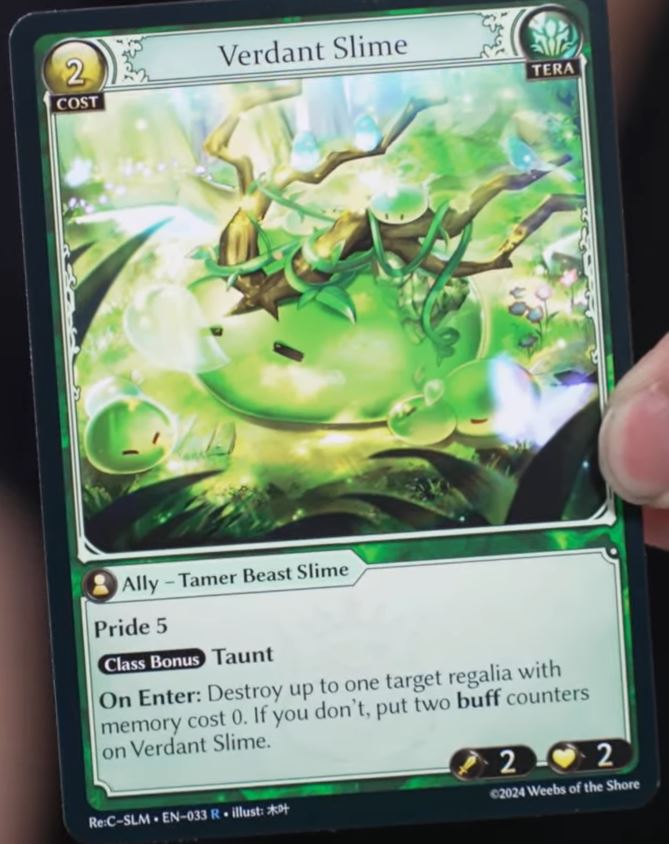 2
COST
Verdant Slime
TERA
Ally – Tamer Beast Slime
Pride 5
Class Bonus Taunt
On Enter: Destroy up to one target regalia with
memory cost 0. If you don't, put two buff counters
on Verdant Slime.
2 2
Re:C–SLM • EN–033 R • illust: 木叶
©2024 Weebs of the Shore